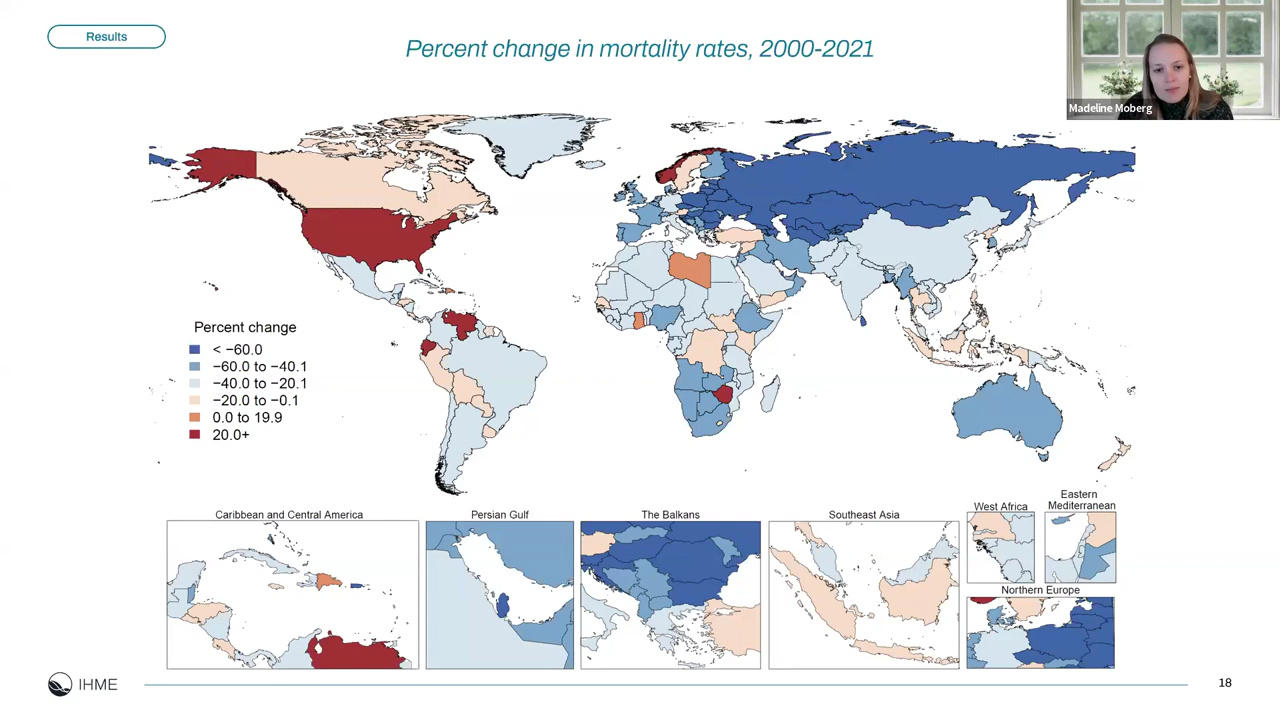 Results
Percent change in mortality rates, 2000-2021
Madeline Moberg
Percent change
< −60.0
−60.0 to −40.1
−40.0 to −20.1
−20.0 to −0.1
0.0 to 19.9
20.0+
Caribbean and Central America
Persian Gulf
The Balkans
Southeast Asia
West Africa
Eastern
Mediterranean
Northern Europe
IHME
18